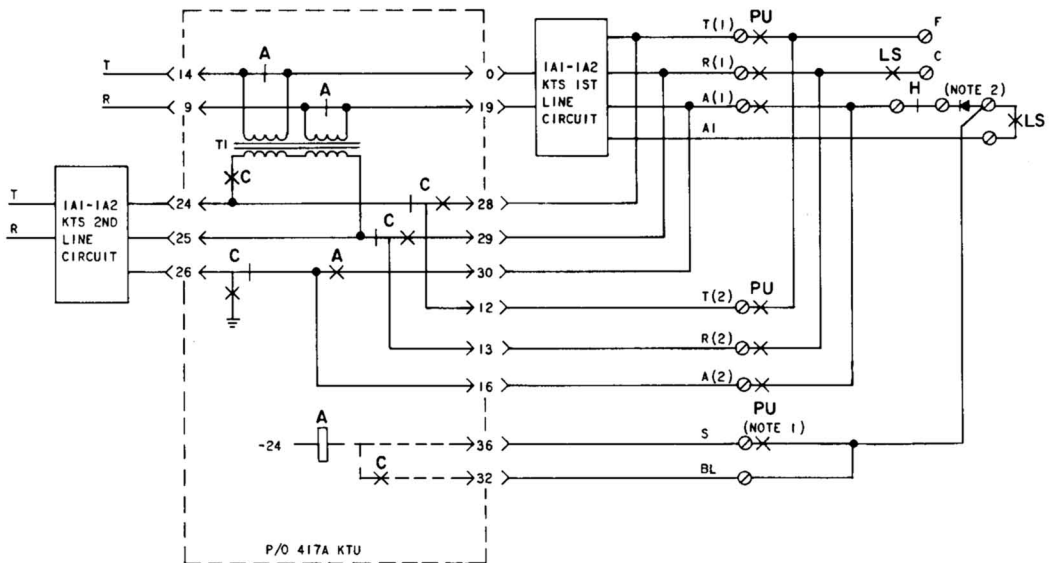 T(1) PU F
A
T 14 0 1A1-1A2 KTS 1ST LINE CIRCUIT R(1) LS C
A
R 9 19 A(1) H (NOTE 2)
T1 A1 LS
C
T 1A1-1A2 KTS 2ND LINE CIRCUIT 24 C 28
R 25 C 29
26 C A 30
12 T(2) PU
13 R(2)
16 A(2)
A PU
-24 36 S (NOTE 1)
C 32 BL
P/O 417A KTU